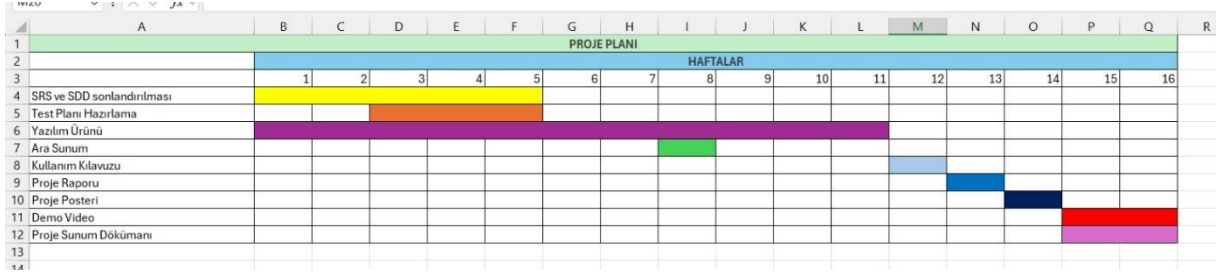 A B C D E F G H I J K L M N O P Q R
1 PROJE PLANI
2 HAFTALAR
3 1 2 3 4 5 6 7 8 9 10 11 12 13 14 15 16
4 SRS ve SDD sonlandırılması
5 Test Planı Hazırlama
6 Yazılım Ürünü
7 Ara Sunum
8 Kullanım Kılavuzu
9 Proje Raporu
10 Proje Posteri
11 Demo Video
12 Proje Sunum Dökümanı
13